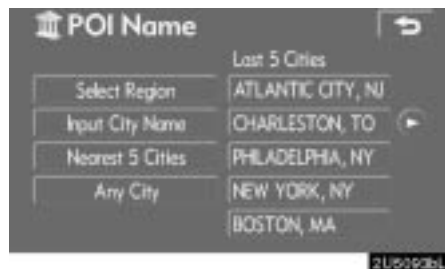 POI Name
Last 5 Cities
Select Region
ATLANTIC CITY, NJ
Input City Name
CHARLESTON, TO
Nearest 5 Cities
PHILADELPHIA, NY
Any City
NEW YORK, NY
BOSTON, MA
2U5093bL